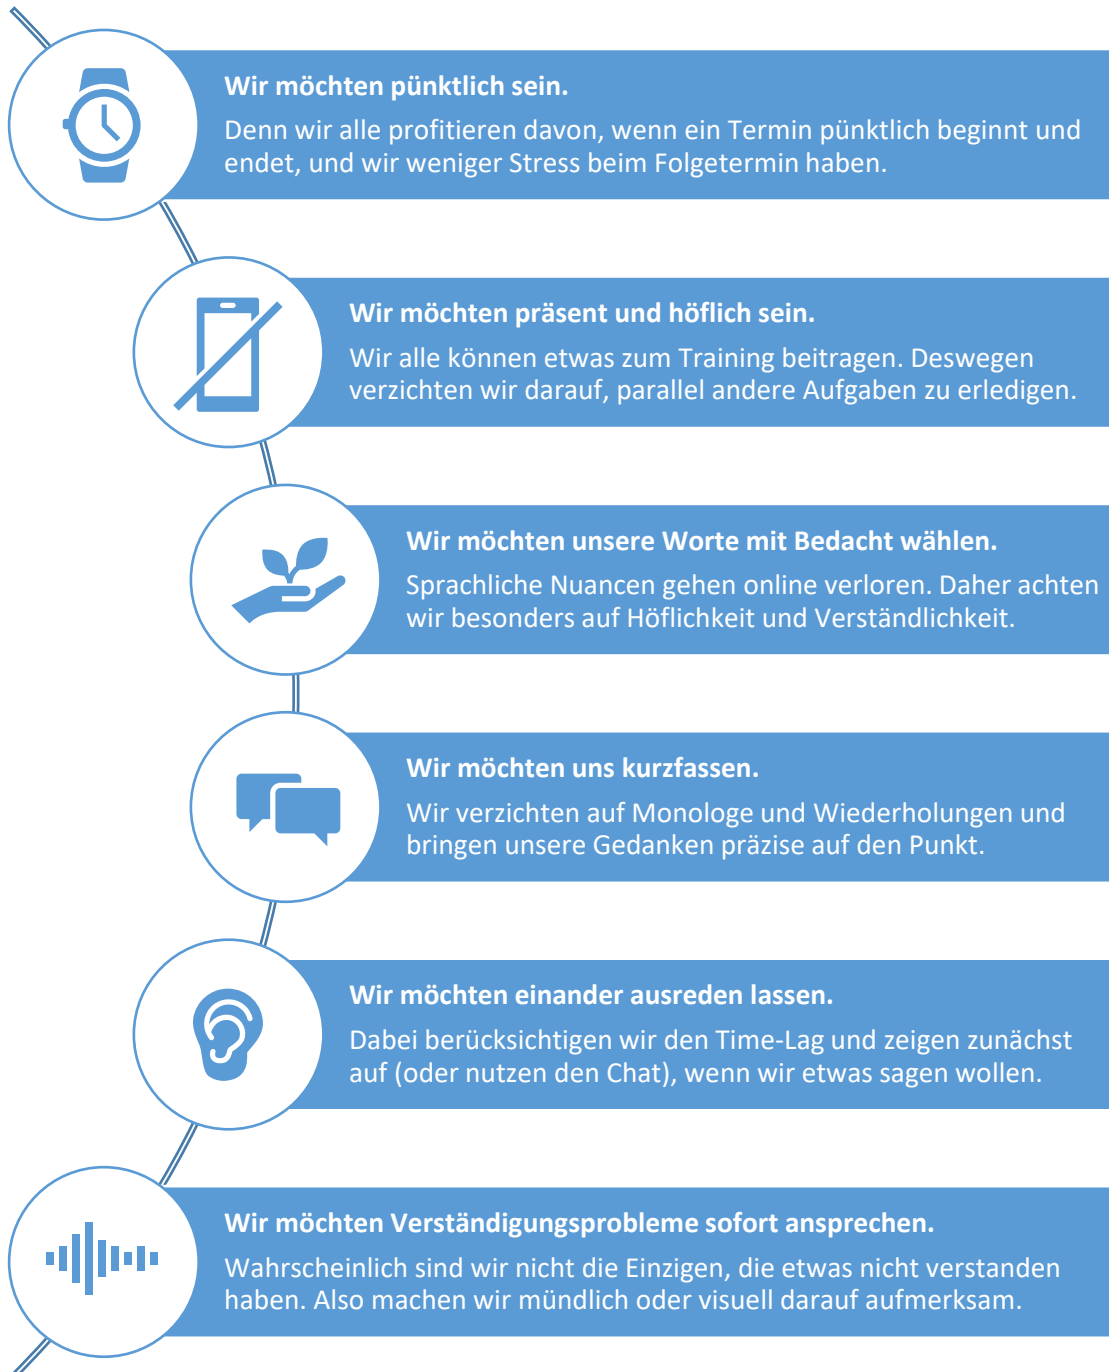 Wir möchten pünktlich sein.
Denn wir alle profitieren davon, wenn ein Termin pünktlich beginnt und
endet, und wir weniger Stress beim Folgetermin haben.
Wir möchten präsent und höflich sein.
Wir alle können etwas zum Training beitragen. Deswegen
verzichten wir darauf, parallel andere Aufgaben zu erledigen.
Wir möchten unsere Worte mit Bedacht wählen.
Sprachliche Nuancen gehen online verloren. Daher achten
wir besonders auf Höflichkeit und Verständlichkeit.
Wir möchten uns kurzfassen.
Wir verzichten auf Monologe und Wiederholungen und
bringen unsere Gedanken präzise auf den Punkt.
Wir möchten einander ausreden lassen.
Dabei berücksichtigen wir den Time-Lag und zeigen zunächst
auf (oder nutzen den Chat), wenn wir etwas sagen wollen.
Wir möchten Verständigungsprobleme sofort ansprechen.
Wahrscheinlich sind wir nicht die Einzigen, die etwas nicht verstanden
haben. Also machen wir mündlich oder visuell darauf aufmerksam.